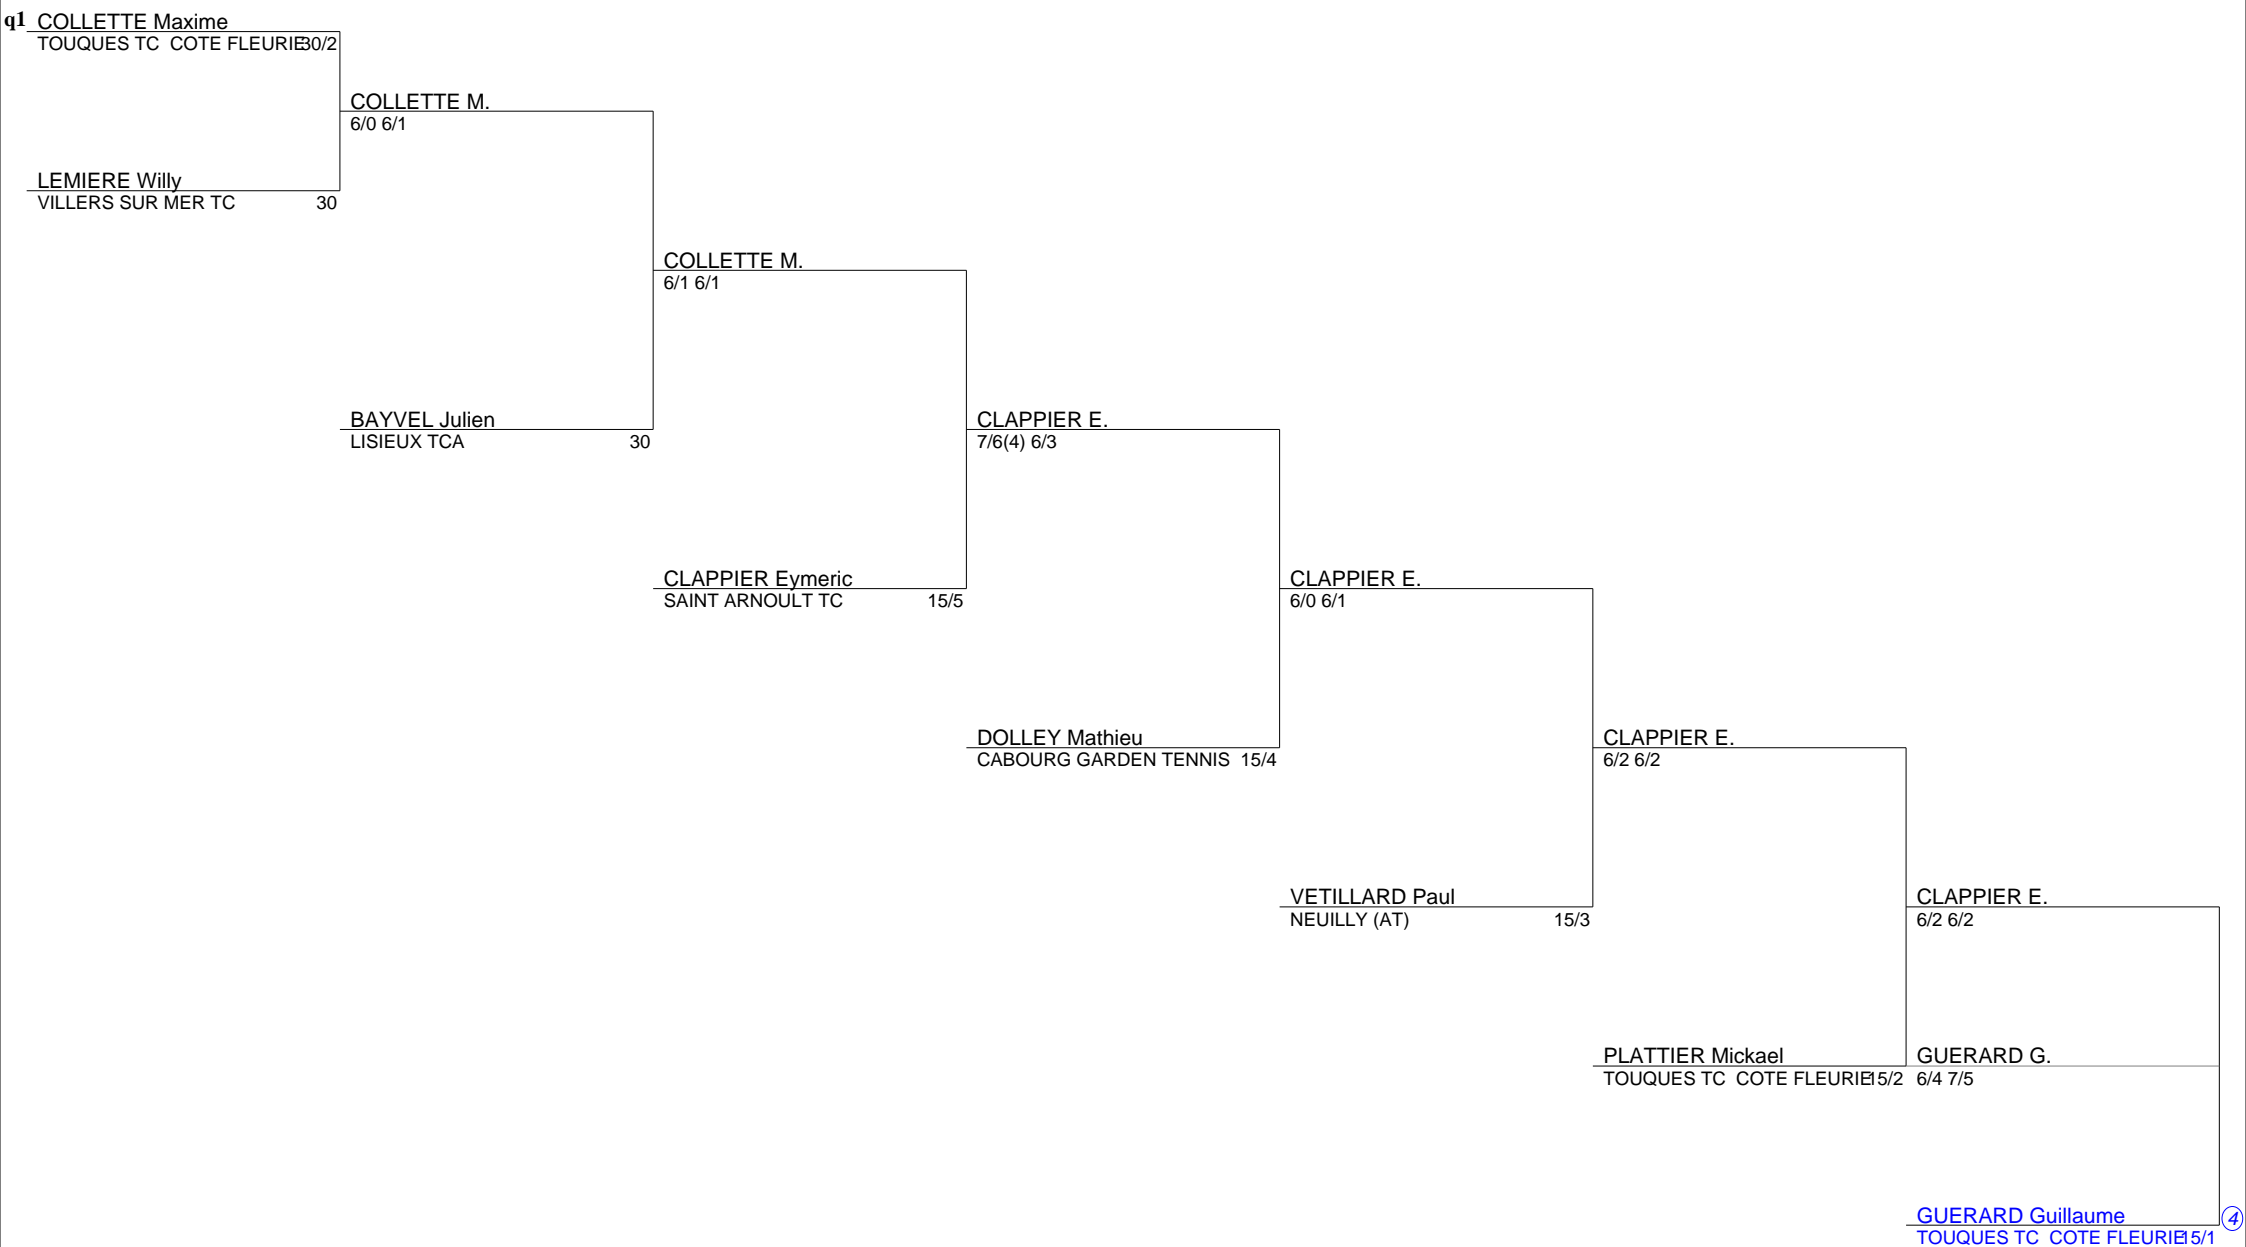 q1 COLLETTE Maxime
TOUQUES TC COTE FLEURIE 30/2
COLLETTE M.
6/0 6/1
LEMIERE Willy
VILLERS SUR MER TC 30
COLLETTE M.
6/1 6/1
BAYVEL Julien
LISIEUX TCA 30
CLAPPIER E.
7/6(4) 6/3
CLAPPIER Eymeric
SAINT ARNOULT TC 15/5
CLAPPIER E.
6/0 6/1
DOLLEY Mathieu
CABOURG GARDEN TENNIS 15/4
CLAPPIER E.
6/2 6/2
VETILLARD Paul
NEUILLY (AT) 15/3
CLAPPIER E.
6/2 6/2
PLATTIER Mickael
TOUQUES TC COTE FLEURIE 15/2
GUERARD G.
6/4 7/5
GUERARD Guillaume 4
TOUQUES TC COTE FLEURIE 15/1